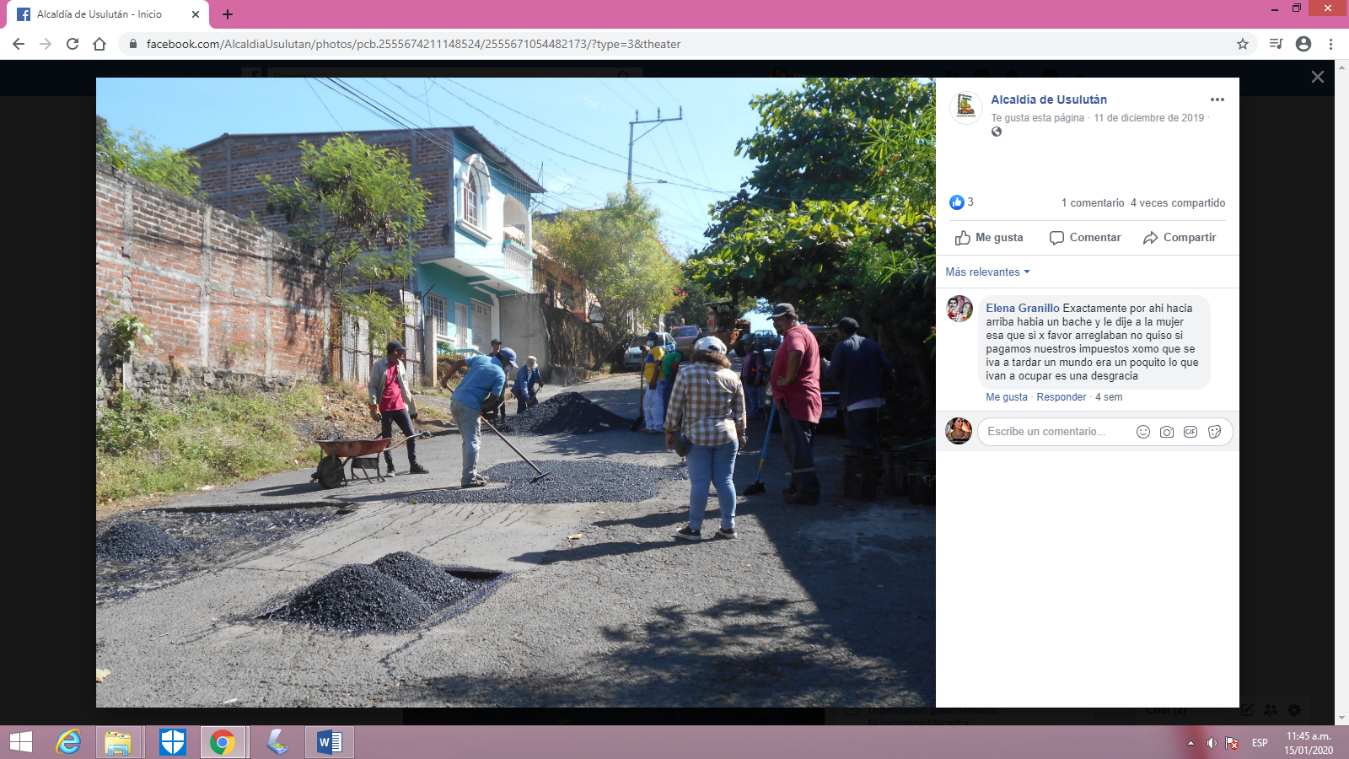 Alcaldía de Usulután - Inicio
facebook.com/AlcaldiaUsulutan/photos/pcb.2555674211148524/2555671054482173/?type=3&theater
Alcaldía de Usulután
Te gusta esta página · 11 de diciembre de 2019 ·
3
1 comentario 4 veces compartido
Me gusta Comentar Compartir
Más relevantes
Elena Granillo Exactamente por ahi hacia
arriba habia un bache y le dije a la mujer
esa que si x favor arreglaban no quiso si
pagamos nuestros impuestos xomo que se
iva a tardar un mundo era un poquito lo que
ivan a ocupar es una desgracia
Me gusta · Responder · 4 sem
Escribe un comentario...
GIF
ESP
11:45 a.m.
15/01/2020